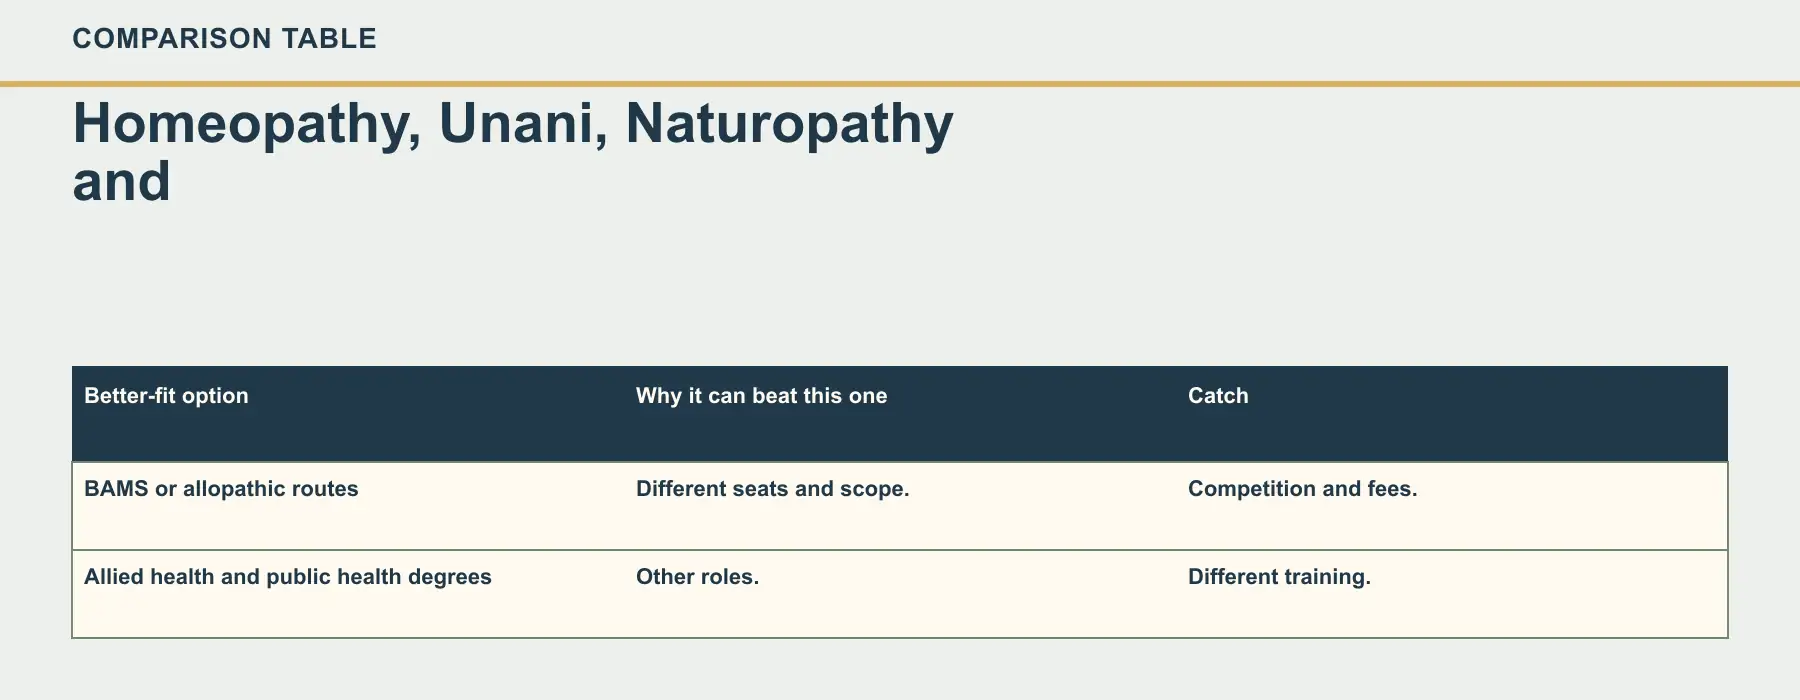 COMPARISON TABLE
Homeopathy, Unani, Naturopathy
and
Better-fit option Why it can beat this one Catch
BAMS or allopathic routes Different seats and scope. Competition and fees.
Allied health and public health degrees Other roles. Different training.